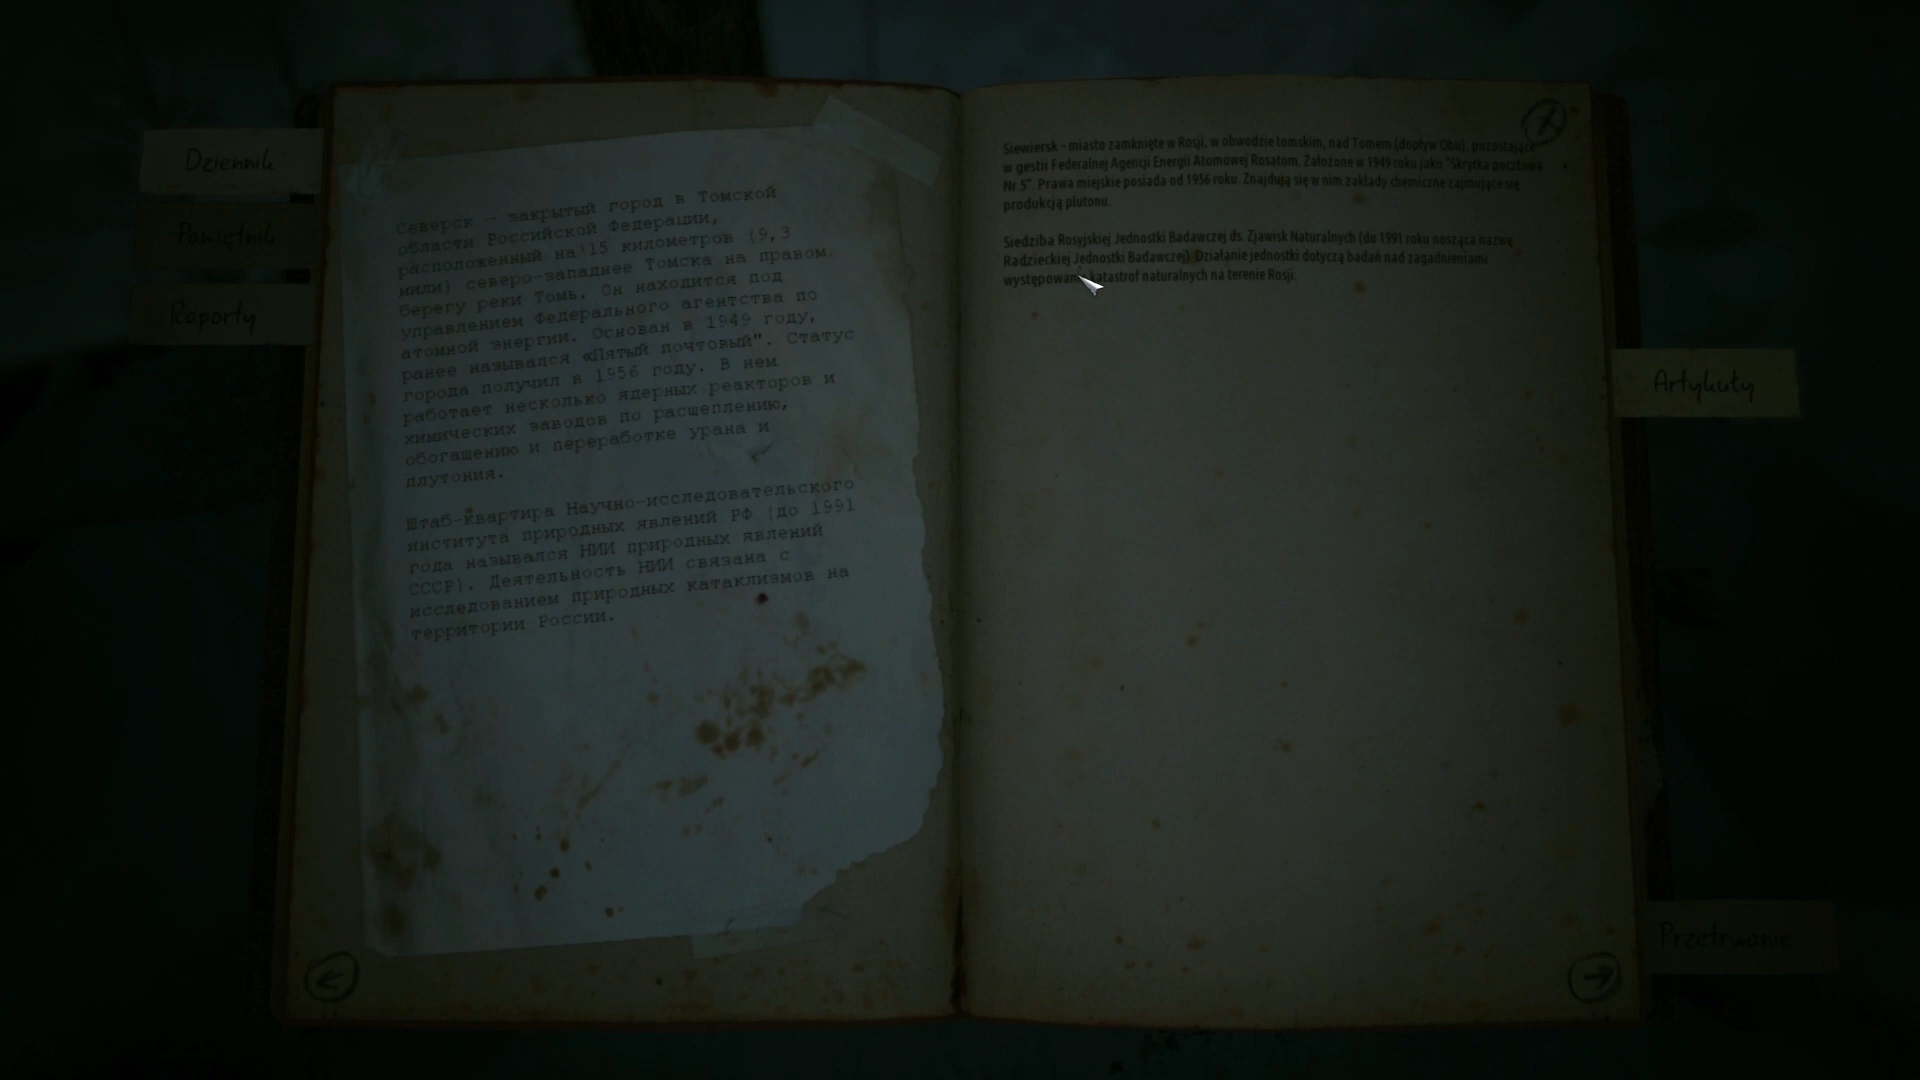 Dziennik
Pamiętnik
Raporty
Северск – закрытый город в Томской
области Российской Федерации,
расположенный на 15 километров (9,3
мили) северо-западнее Томска на правом
берегу реки Томь. Он находится под
управлением Федерального агентства по
атомной энергии. Основан в 1949 году,
ранее назывался «Пятый почтовый". Статус
города получил в 1956 году. В нем
работает несколько ядерных реакторов и
химических заводов по расщеплению,
обогащению и переработке урана и
плутония.
Штаб-квартира Научно-исследовательского
института природных явлений РФ (до 1991
года назывался НИИ природных явлений
СССР). Деятельность НИИ связана с
исследованием природных катаклизмов на
территории России.
Siewiersk - miasto zamknięte w Rosji, w obwodzie tomskim, nad Tomem (dopływ Obu), pozostające
w gestii Federalnej Agencji Energii Atomowej Rosatom. Założone w 1949 roku jako "Skrytka pocztowa
Nr 5". Prawa miejskie posiada od 1956 roku. Znajdują się w nim zakłady chemiczne zajmujące się
produkcją plutonu.
Siedziba Rosyjskiej Jednostki Badawczej ds. Zjawisk Naturalnych (do 1991 roku nosząca nazwę
Radzieckiej Jednostki Badawczej). Działanie jednostki dotyczą badań nad zagadnieniami
występowania katastrof naturalnych na terenie Rosji.
Artykuły
Przetrwanie